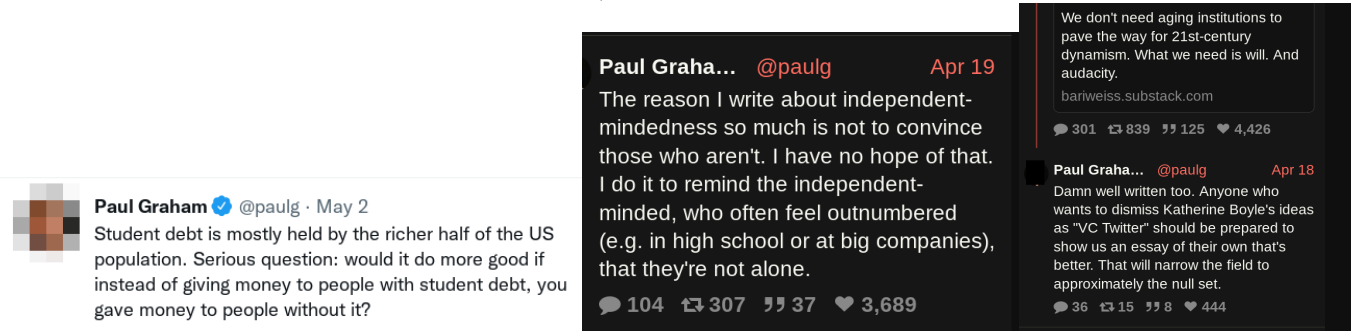 Paul Graham @paulg · May 2
Student debt is mostly held by the richer half of the US
population. Serious question: would it do more good if
instead of giving money to people with student debt, you
gave money to people without it?
Paul Graha… @paulg Apr 19
The reason I write about independent-
mindedness so much is not to convince
those who aren't. I have no hope of that.
I do it to remind the independent-
minded, who often feel outnumbered
(e.g. in high school or at big companies),
that they're not alone.
104 307 37 3,689
We don't need aging institutions to
pave the way for 21st-century
dynamism. What we need is will. And
audacity.
bariweiss.substack.com
301 839 125 4,426
Paul Graha… @paulg Apr 18
Damn well written too. Anyone who
wants to dismiss Katherine Boyle's ideas
as "VC Twitter" should be prepared to
show us an essay of their own that's
better. That will narrow the field to
approximately the null set.
36 15 8 444